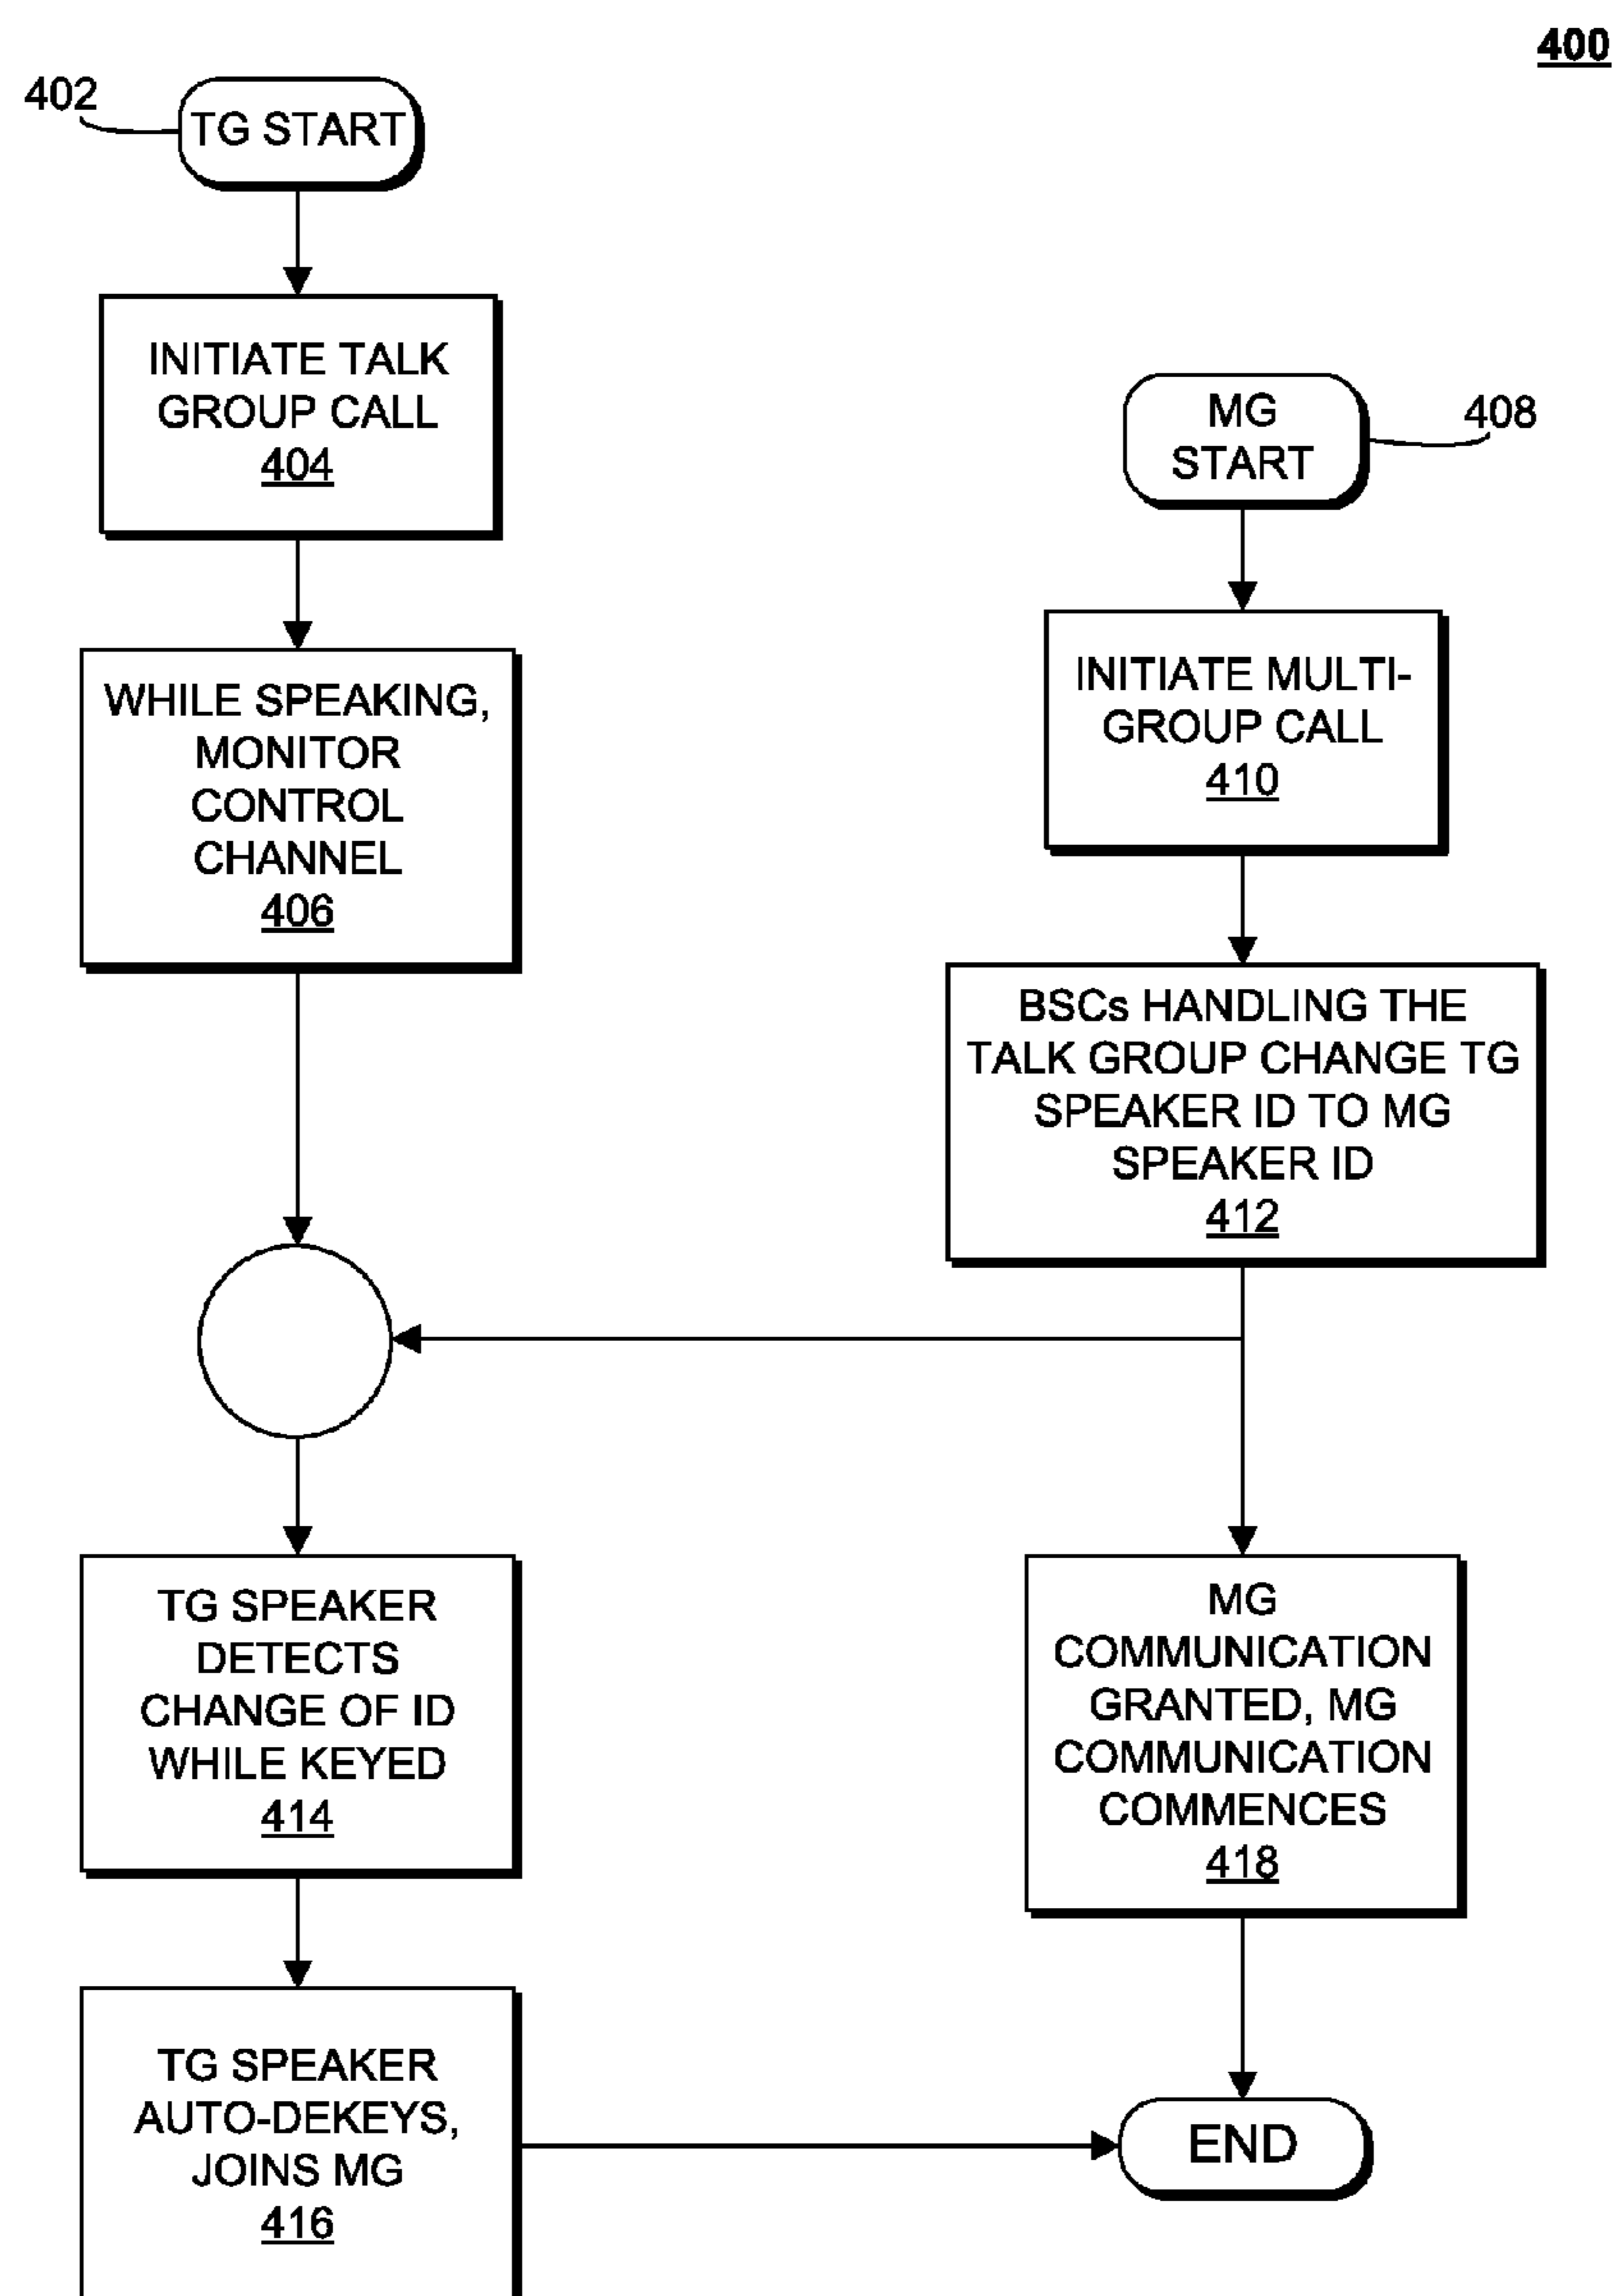 400
402
TG START
INITIATE TALK
GROUP CALL
404
WHILE SPEAKING,
MONITOR
CONTROL
CHANNEL
406
MG
START
408
INITIATE MULTI-
GROUP CALL
410
BSCs HANDLING THE
TALK GROUP CHANGE TG
SPEAKER ID TO MG
SPEAKER ID
412
TG SPEAKER
DETECTS
CHANGE OF ID
WHILE KEYED
414
TG SPEAKER
AUTO-DEKEYS,
JOINS MG
416
MG
COMMUNICATION
GRANTED, MG
COMMUNICATION
COMMENCES
418
END